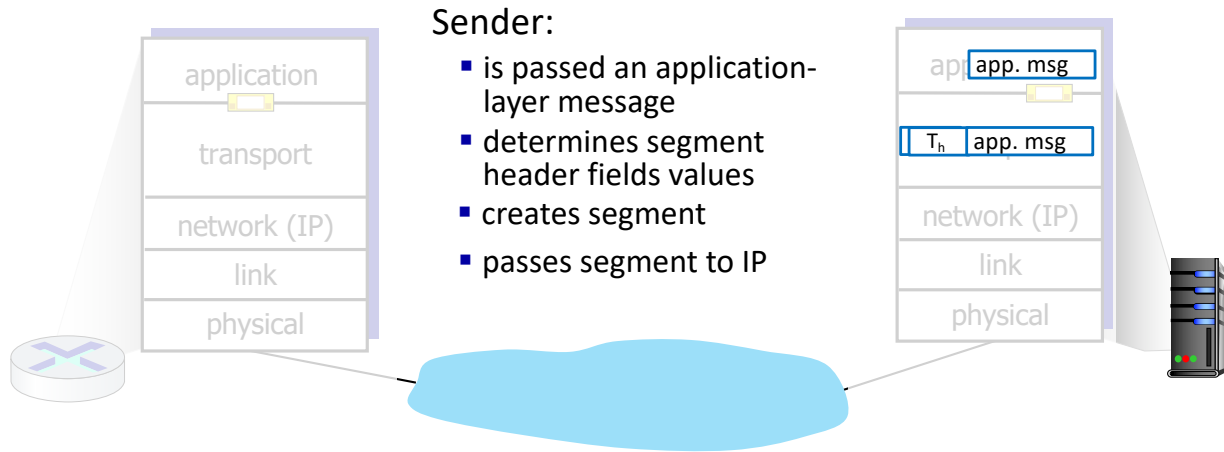 Sender:
▪ is passed an application-
layer message
▪ determines segment
header fields values
▪ creates segment
▪ passes segment to IP
application
transport
network (IP)
link
physical
app. msg
Th app. msg
network (IP)
link
physical